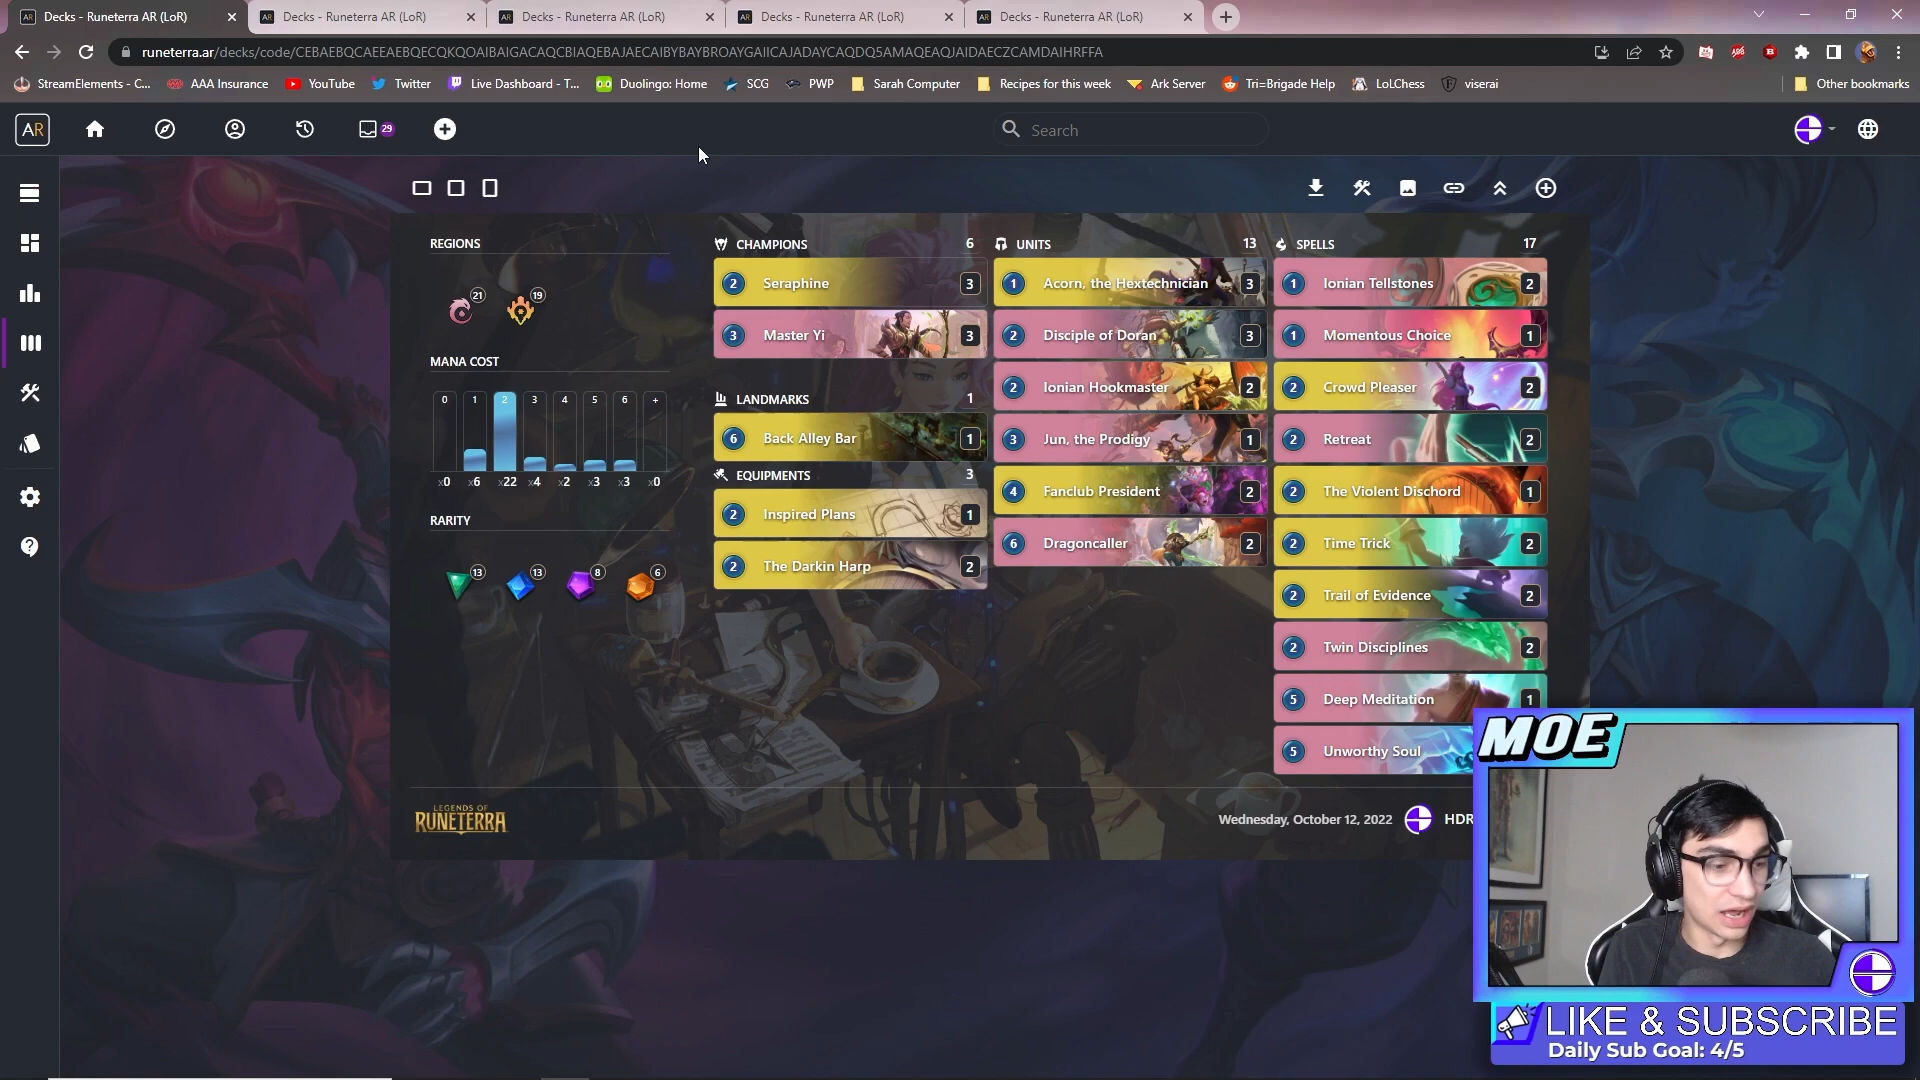 Decks - Runeterra AR (LoR)
Decks - Runeterra AR (LoR)
Decks - Runeterra AR (LoR)
Decks - Runeterra AR (LoR)
Decks - Runeterra AR (LoR)
runeterra.ar/decks/code/CEBAEBQCAEEAEBQECQKQOAIBAIGACAQCBIAQEBAJAECAIBYBAYBROAYGAIICAJADAYCAQDQ5AMAQEAQJAIDAECZCAMDAIHRFFA
StreamElements - C...
AAA Insurance
YouTube
Twitter
Live Dashboard - T...
Duolingo: Home
SCG
PWP
Sarah Computer
Recipes for this week
Ark Server
Tri=Brigade Help
LoLChess
viserai
Other bookmarks
AR
29
Search
REGIONS
21
19
MANA COST
0 1 2 3 4 5 6 +
x0 x6 x22 x4 x2 x3 x3 x0
RARITY
13
13
8
6
CHAMPIONS 6
2 Seraphine 3
3 Master Yi 3
LANDMARKS 1
6 Back Alley Bar 1
EQUIPMENTS 3
2 Inspired Plans 1
2 The Darkin Harp 2
UNITS 13
1 Acorn, the Hextechnician 3
2 Disciple of Doran 3
2 Ionian Hookmaster 2
3 Jun, the Prodigy 1
4 Fanclub President 2
6 Dragoncaller 2
SPELLS 17
1 Ionian Tellstones 2
1 Momentous Choice 1
2 Crowd Pleaser 2
2 Retreat 2
2 The Violent Dischord 1
2 Time Trick 2
2 Trail of Evidence 2
2 Twin Disciplines 2
5 Deep Meditation 1
5 Unworthy Soul
LEGENDS OF
RUNETERRA
Wednesday, October 12, 2022
HDR
MOE
LIKE & SUBSCRIBE
Daily Sub Goal: 4/5